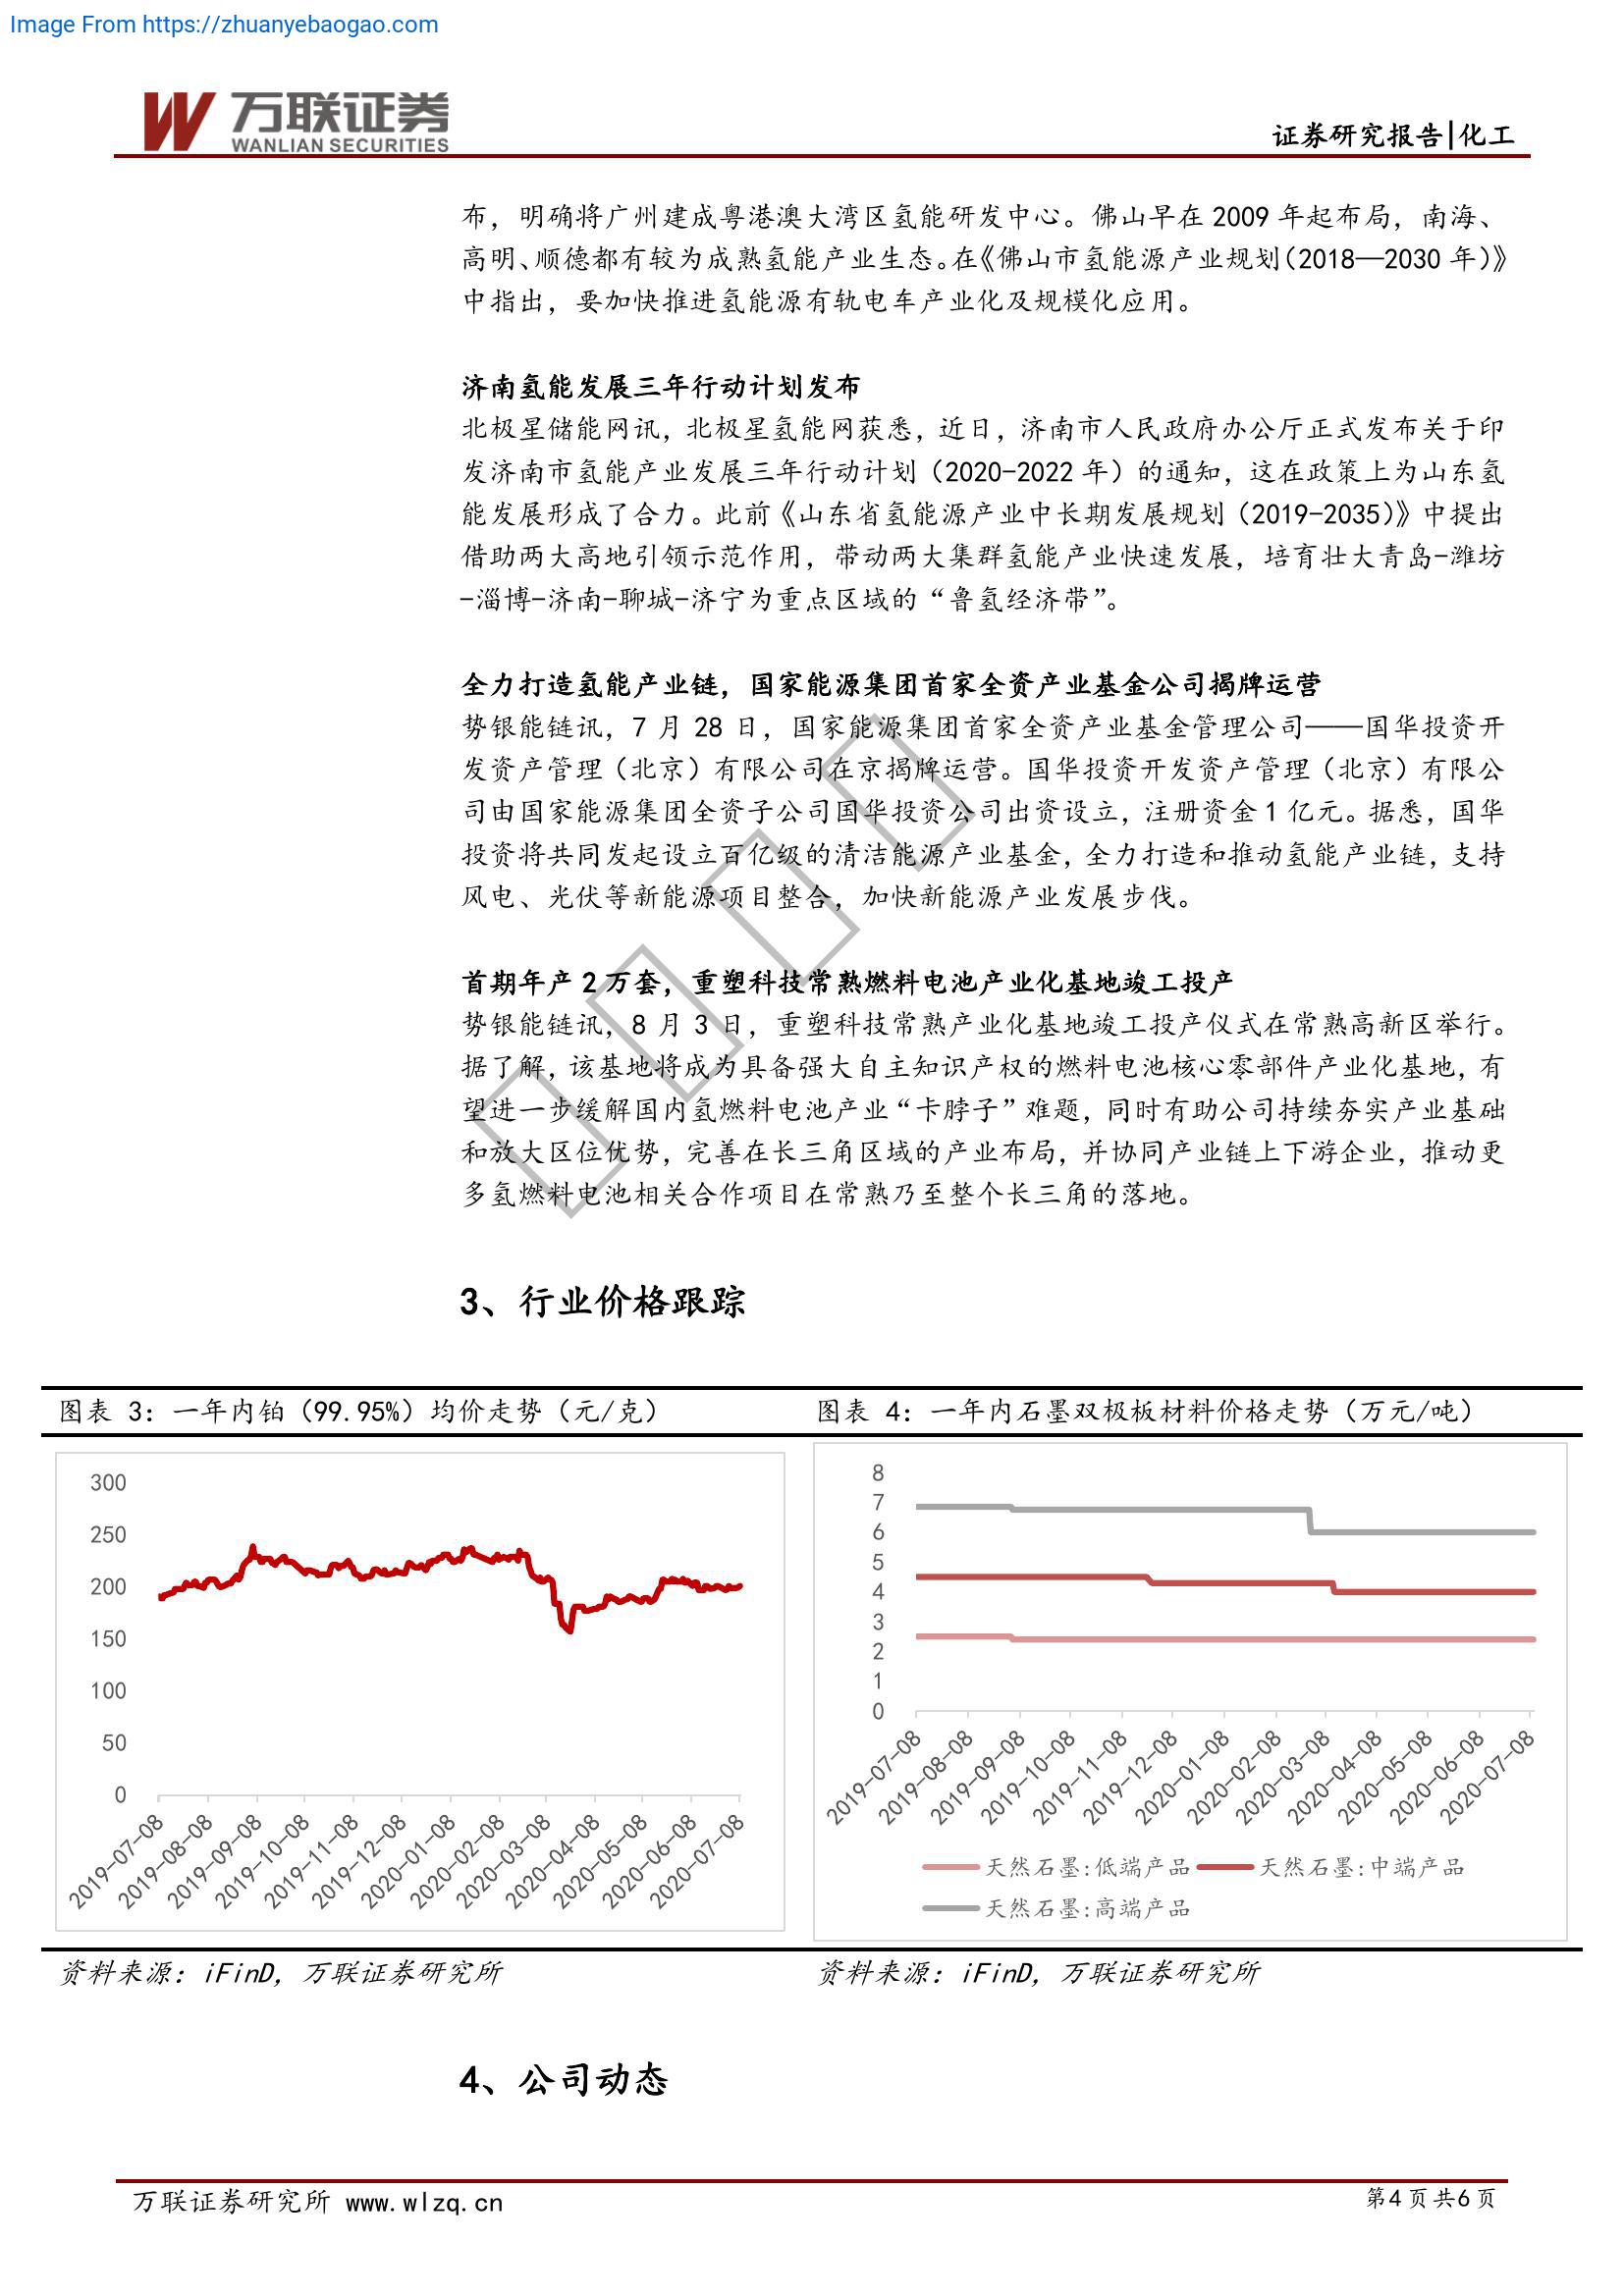 Image From https://zhuanyebaogao.com
万联证券
WANLIAN SECURITIES
证券研究报告|化工
布，明确将广州建成粤港澳大湾区氢能研发中心。佛山早在 2009 年起布局，南海、
高明、顺德都有较为成熟氢能产业生态。在《佛山市氢能源产业规划（2018—2030 年）》
中指出，要加快推进氢能源有轨电车产业化及规模化应用。
济南氢能发展三年行动计划发布
北极星储能网讯，北极星氢能网获悉，近日，济南市人民政府办公厅正式发布关于印
发济南市氢能产业发展三年行动计划（2020-2022 年）的通知，这在政策上为山东氢
能发展形成了合力。此前《山东省氢能源产业中长期发展规划（2019-2035）》中提出
借助两大高地引领示范作用，带动两大集群氢能产业快速发展，培育壮大青岛-潍坊
-淄博-济南-聊城-济宁为重点区域的“鲁氢经济带”。
全力打造氢能产业链，国家能源集团首家全资产业基金公司揭牌运营
势银能链讯，7 月 28 日，国家能源集团首家全资产业基金管理公司——国华投资开
发资产管理（北京）有限公司在京揭牌运营。国华投资开发资产管理（北京）有限公
司由国家能源集团全资子公司国华投资公司出资设立，注册资金 1 亿元。据悉，国华
投资将共同发起设立百亿级的清洁能源产业基金，全力打造和推动氢能产业链，支持
风电、光伏等新能源项目整合，加快新能源产业发展步伐。
首期年产 2 万套，重塑科技常熟燃料电池产业化基地竣工投产
势银能链讯，8 月 3 日，重塑科技常熟产业化基地竣工投产仪式在常熟高新区举行。
据了解，该基地将成为具备强大自主知识产权的燃料电池核心零部件产业化基地，有
望进一步缓解国内氢燃料电池产业“卡脖子”难题，同时有助公司持续夯实产业基础
和放大区位优势，完善在长三角区域的产业布局，并协同产业链上下游企业，推动更
多氢燃料电池相关合作项目在常熟乃至整个长三角的落地。
3、行业价格跟踪
图表 3：一年内铂（99.95%）均价走势（元/克）
300
250
200
150
100
50
0
2019-07-08
2019-08-08
2019-09-08
2019-10-08
2019-11-08
2019-12-08
2020-01-08
2020-02-08
2020-03-08
2020-04-08
2020-05-08
2020-06-08
2020-07-08
资料来源：iFinD，万联证券研究所
图表 4：一年内石墨双极板材料价格走势（万元/吨）
8
7
6
5
4
3
2
1
0
2019-07-08
2019-08-08
2019-09-08
2019-10-08
2019-11-08
2019-12-08
2020-01-08
2020-02-08
2020-03-08
2020-04-08
2020-05-08
2020-06-08
2020-07-08
天然石墨:低端产品 天然石墨:中端产品
天然石墨:高端产品
资料来源：iFinD，万联证券研究所
4、公司动态
万联证券研究所 www.wlzq.cn
第 4 页 共 6 页